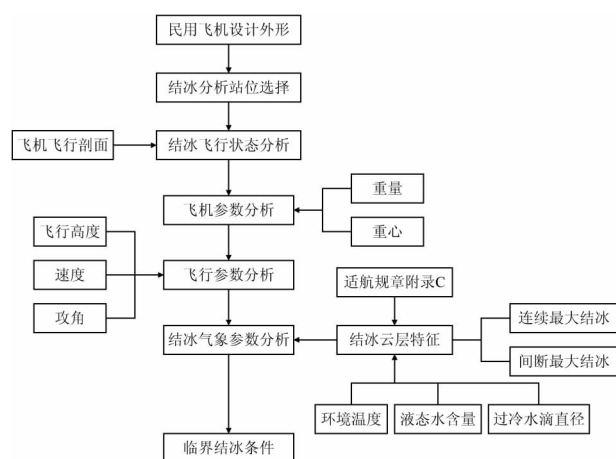 民用飞机设计外形
结冰分析站位选择
飞机飞行剖面
结冰飞行状态分析
重量
飞机参数分析
重心
飞行高度
速度
飞行参数分析
攻角
适航规章附录C
连续最大结冰
结冰气象参数分析
结冰云层特征
间断最大结冰
环境温度
液态水含量
过冷水滴直径
临界结冰条件